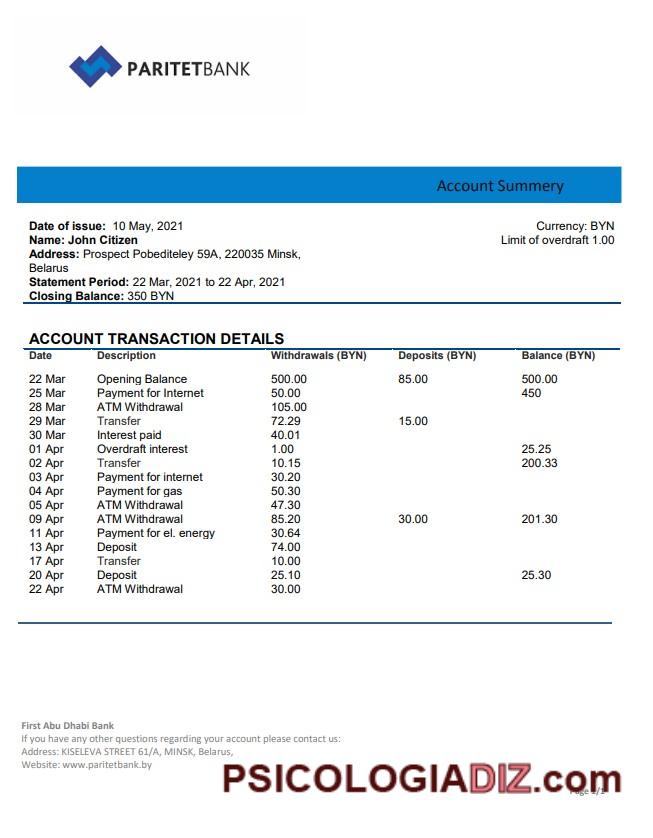 PARITETBANK
Account Summery
Date of issue: 10 May, 2021
Name: John Citizen
Address: Prospect Pobediteley 59A, 220035 Minsk,
Belarus
Statement Period: 22 Mar, 2021 to 22 Apr, 2021
Closing Balance: 350 BYN
Currency: BYN
Limit of overdraft 1.00
ACCOUNT TRANSACTION DETAILS
Date Description Withdrawals (BYN) Deposits (BYN) Balance (BYN)
22 Mar Opening Balance 500.00 85.00 500.00
25 Mar Payment for Internet 50.00 450
28 Mar ATM Withdrawal 105.00
29 Mar Transfer 72.29 15.00
30 Mar Interest paid 40.01
01 Apr Overdraft interest 1.00 25.25
02 Apr Transfer 10.15 200.33
03 Apr Payment for internet 30.20
04 Apr Payment for gas 50.30
05 Apr ATM Withdrawal 47.30
09 Apr ATM Withdrawal 85.20 30.00 201.30
11 Apr Payment for el. energy 30.64
13 Apr Deposit 74.00
17 Apr Transfer 10.00
20 Apr Deposit 25.10 25.30
22 Apr ATM Withdrawal 30.00
First Abu Dhabi Bank
If you have any other questions regarding your account please contact us:
Address: KISELEVA STREET 61/A, MINSK, Belarus,
Website: www.paritetbank.by
PSICOLOGIADIZ.com
Page 1/1